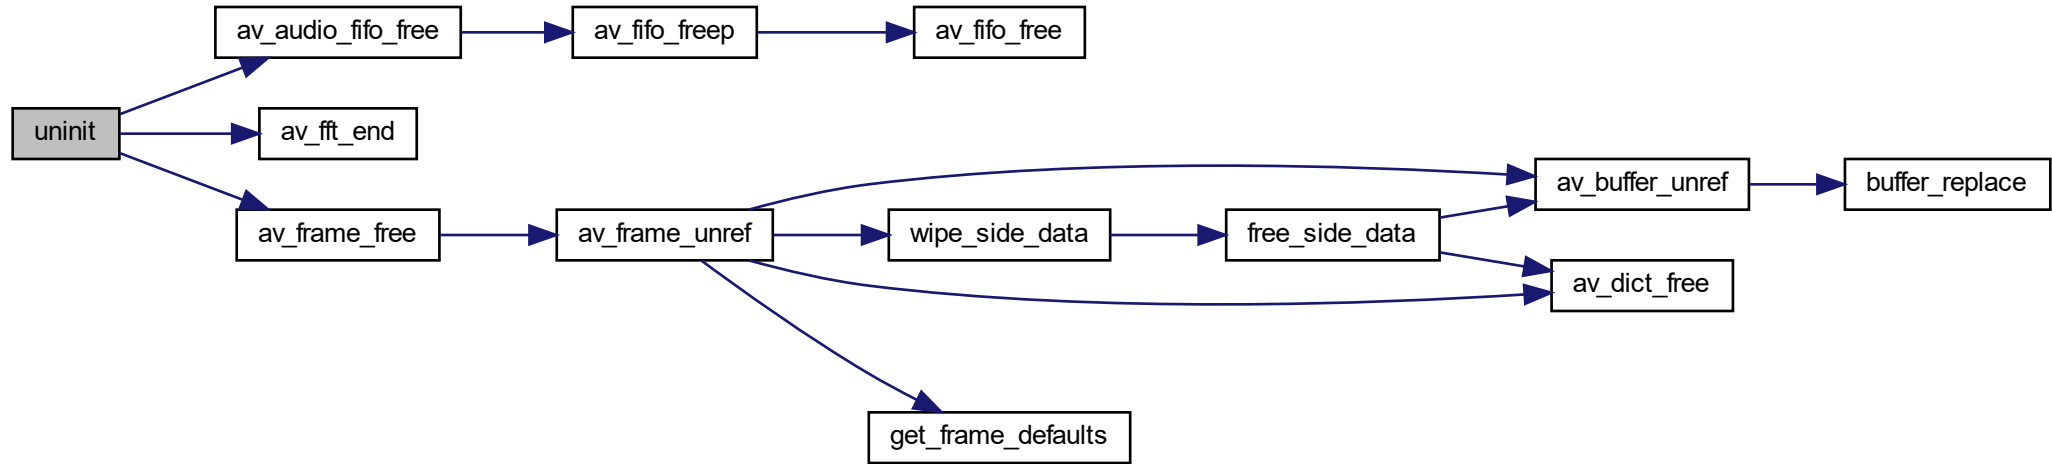 av_audio_fifo_free
av_fifo_freep
av_fifo_free
uninit
av_fft_end
av_buffer_unref
buffer_replace
av_frame_free
av_frame_unref
wipe_side_data
free_side_data
av_dict_free
get_frame_defaults